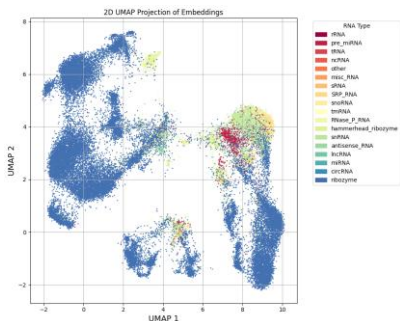 2D UMAP Projection of Embeddings
8
6
4
2
0
−2
UMAP 2
−2
0
2
4
6
8
10
UMAP 1
RNA Type
rRNA
pre_miRNA
tRNA
ncRNA
other
misc_RNA
sRNA
SRP_RNA
snoRNA
tmRNA
RNase_P_RNA
hammerhead_ribozyme
snRNA
antisense_RNA
lncRNA
miRNA
circRNA
ribozyme